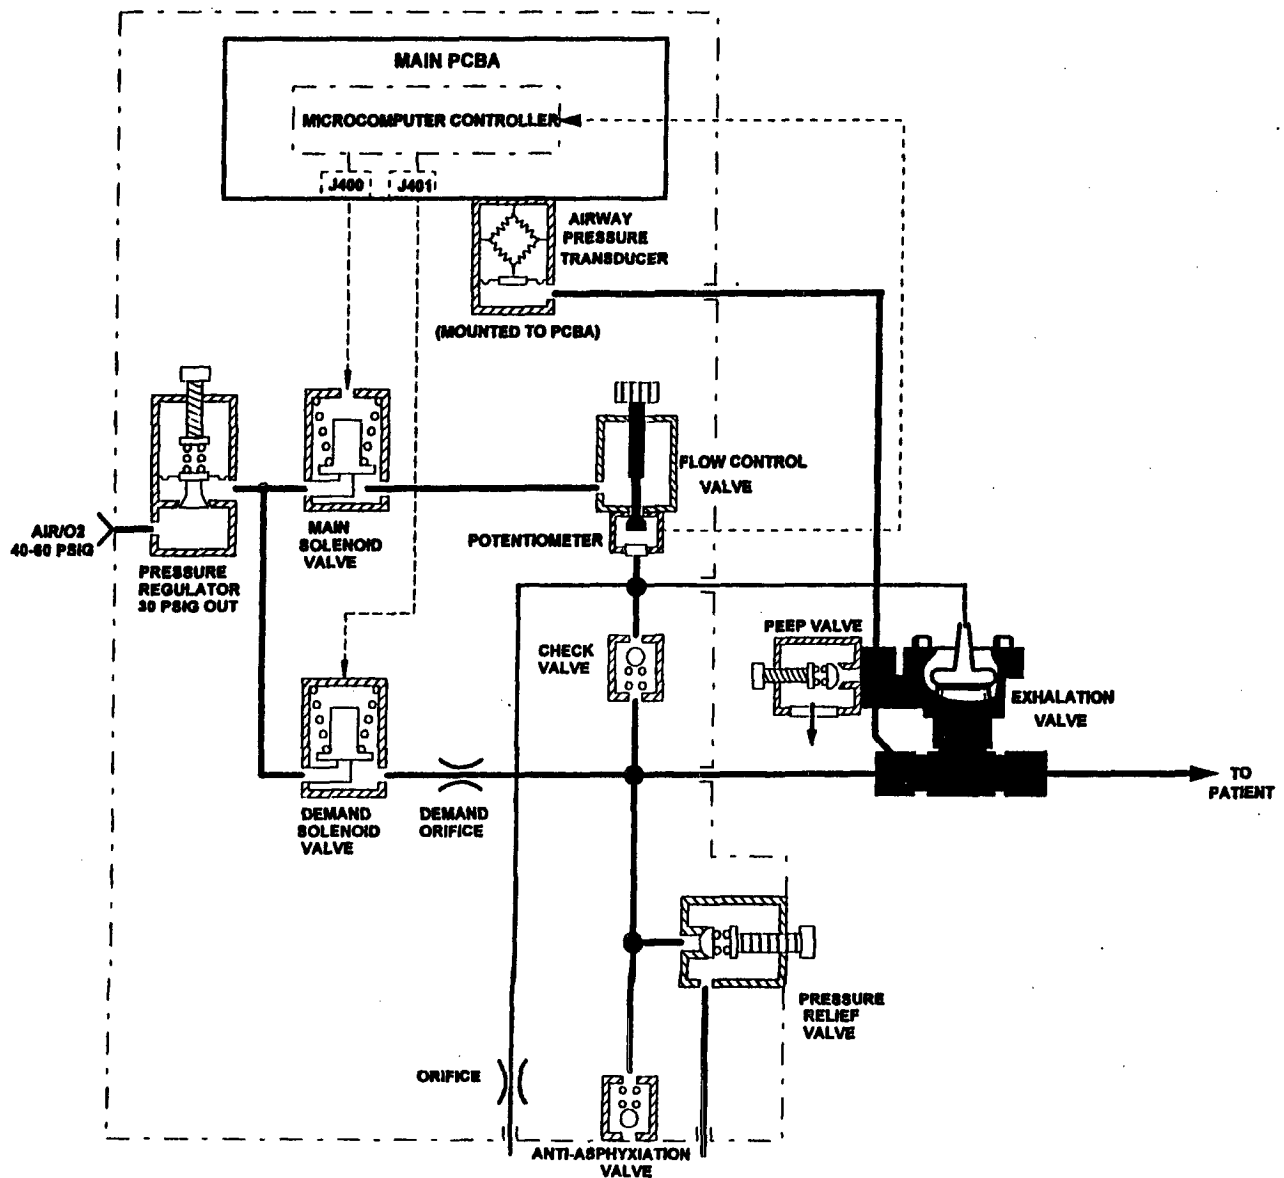 MAIN PCBA
MICROCOMPUTER CONTROLLER
J400
J401
AIRWAY
PRESSURE
TRANSDUCER
(MOUNTED TO PCBA)
FLOW CONTROL
VALVE
AIR/O2
40-60 PSIG
MAIN
SOLENOID
VALVE
POTENTIOMETER
PRESSURE
REGULATOR
30 PSIG OUT
CHECK
VALVE
PEEP VALVE
EXHALATION
VALVE
TO
PATIENT
DEMAND
SOLENOID
VALVE
DEMAND
ORIFICE
PRESSURE
RELIEF
VALVE
ORIFICE
ANTI-ASPHYXIATION
VALVE